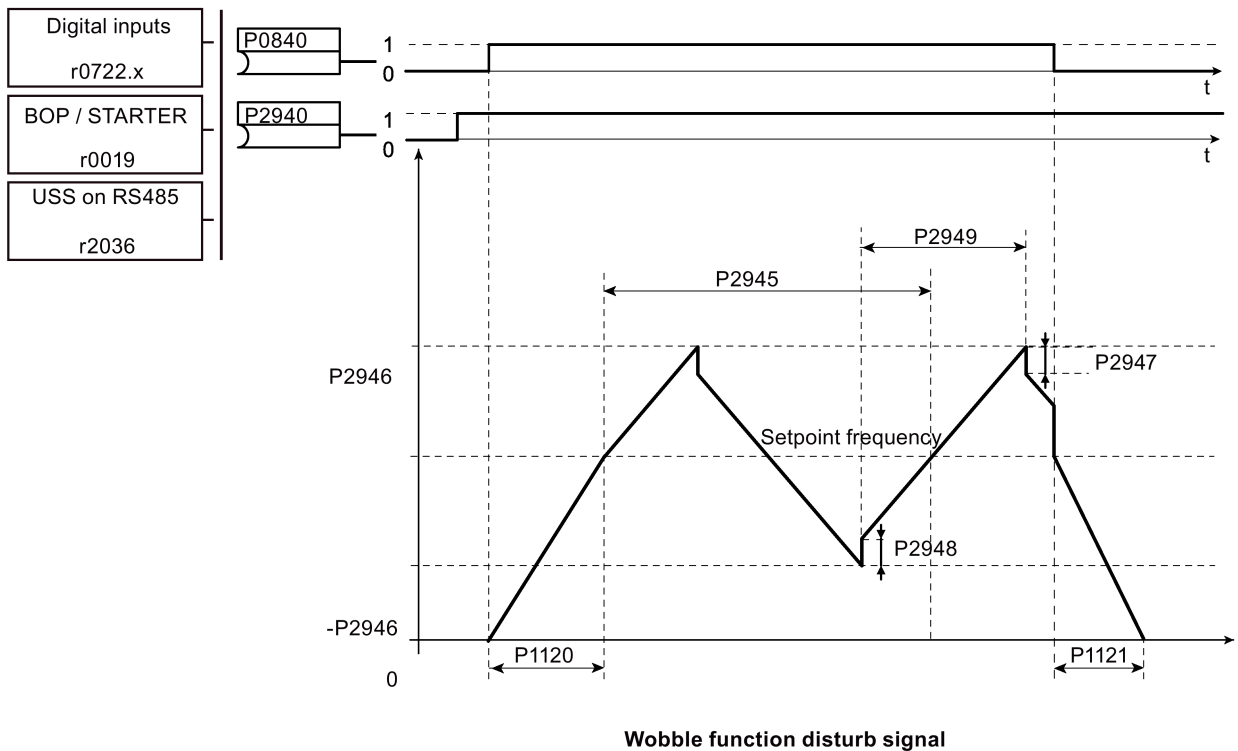 Digital inputs
r0722.x
BOP / STARTER
r0019
USS on RS485
r2036
P0840
1
0
t
P2940
1
0
t
P2949
P2945
P2946
P2947
Setpoint frequency
P2948
-P2946
P1120
P1121
0
Wobble function disturb signal